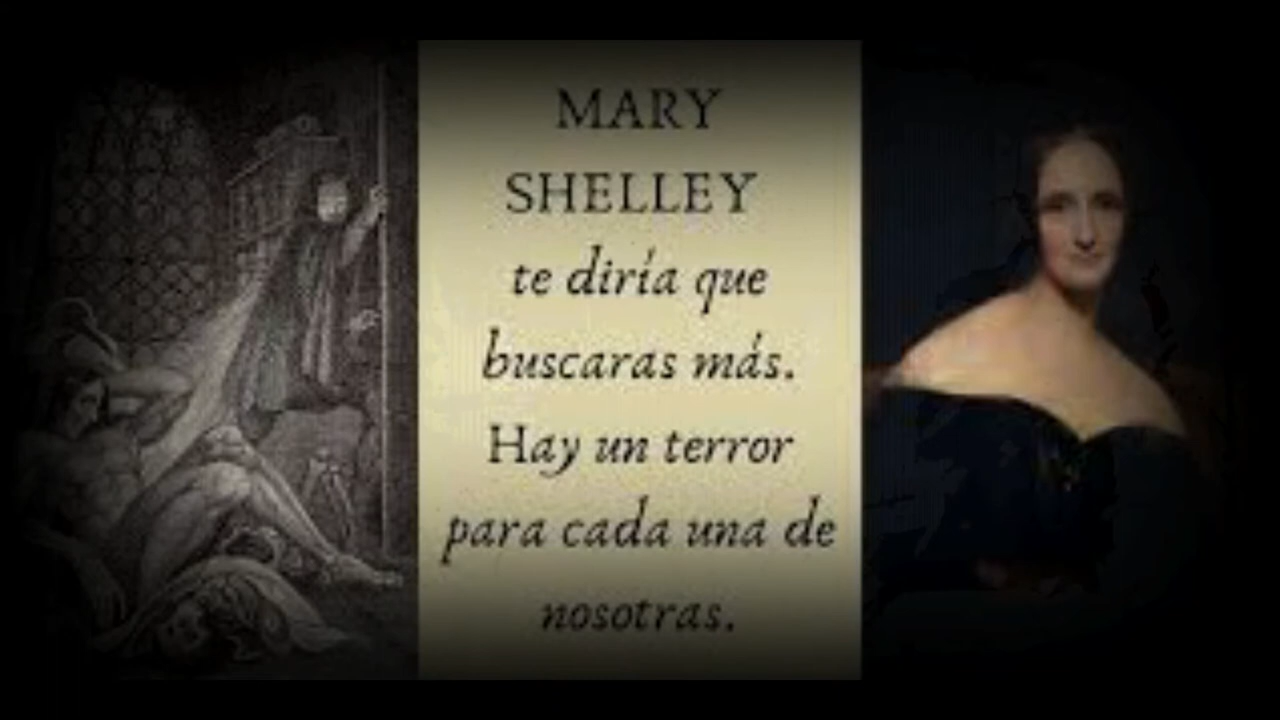 MARY
SHELLEY
te diría que
buscaras más.
Hay un terror
para cada una de
nosotras.